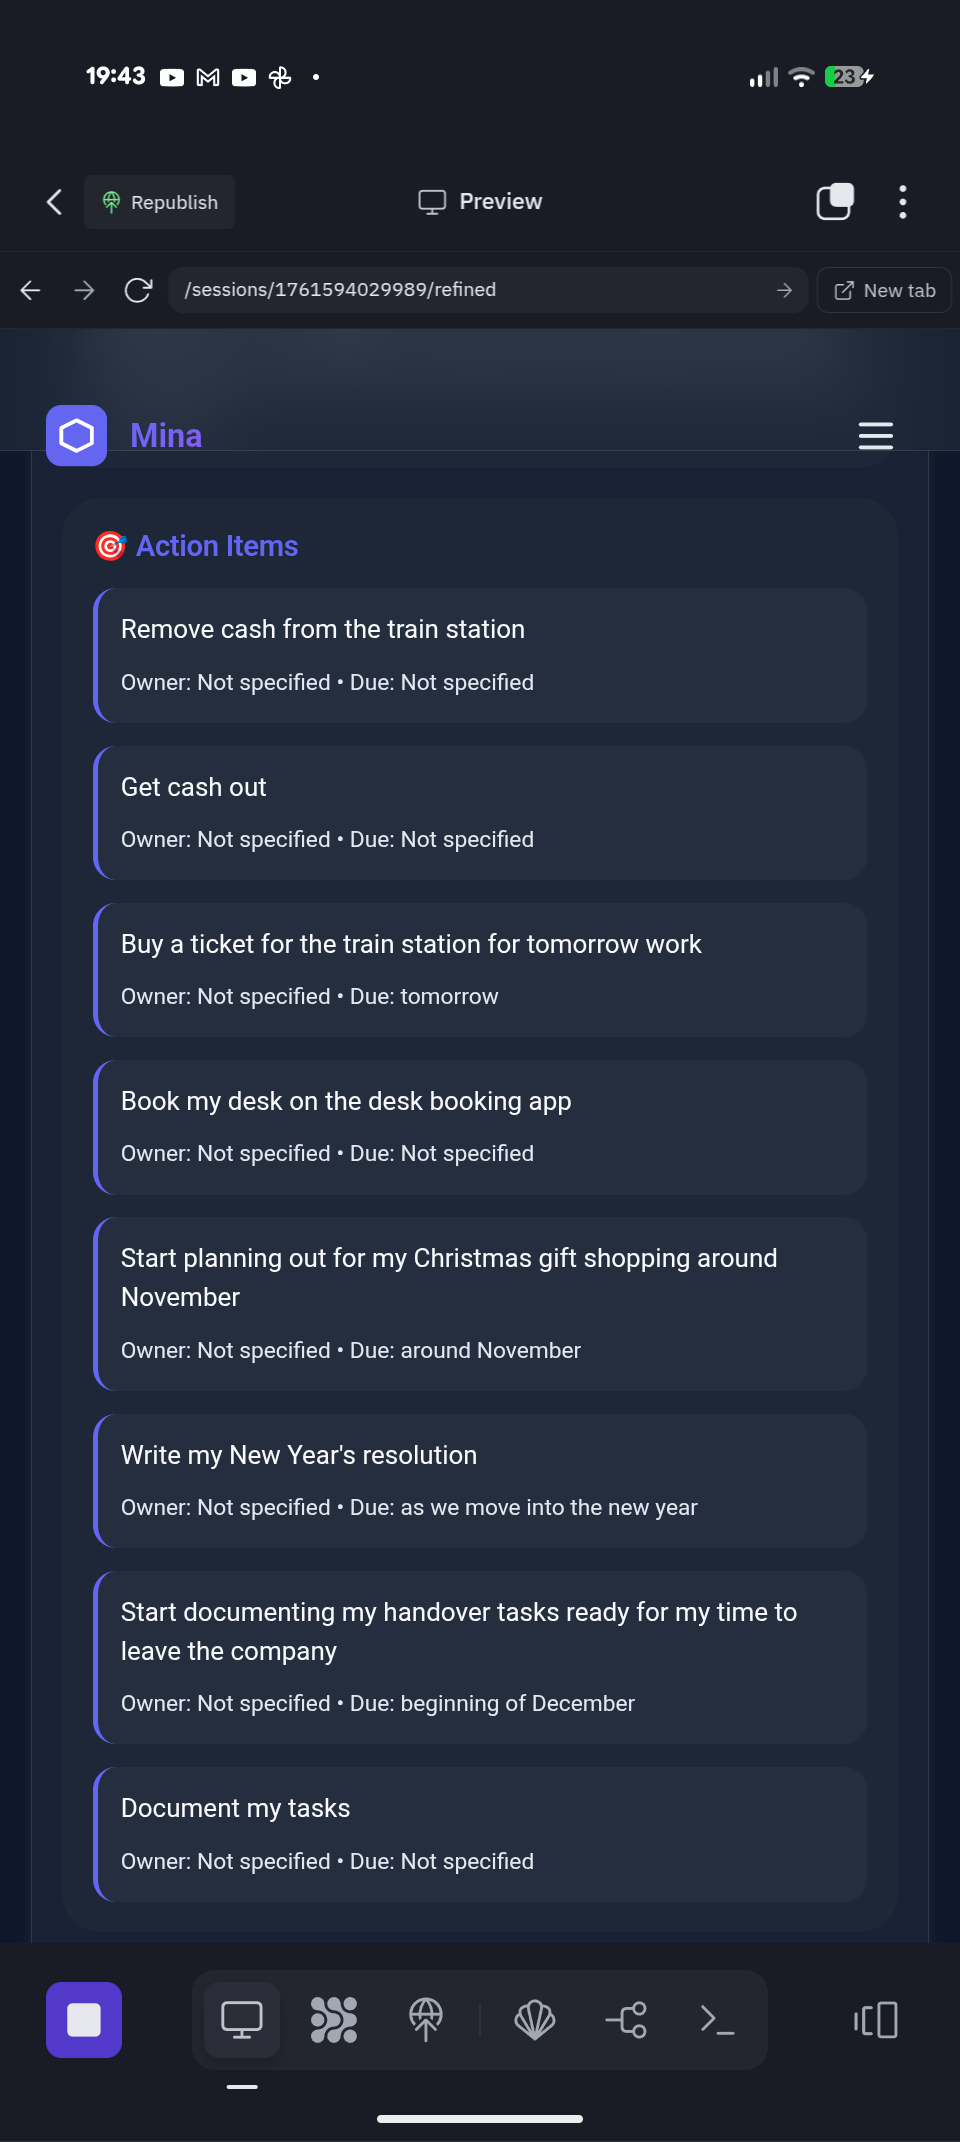 19:43
23
Republish
Preview
/sessions/1761594029989/refined
New tab
Mina
🎯 Action Items
Remove cash from the train station
Owner: Not specified • Due: Not specified
Get cash out
Owner: Not specified • Due: Not specified
Buy a ticket for the train station for tomorrow work
Owner: Not specified • Due: tomorrow
Book my desk on the desk booking app
Owner: Not specified • Due: Not specified
Start planning out for my Christmas gift shopping around
November
Owner: Not specified • Due: around November
Write my New Year's resolution
Owner: Not specified • Due: as we move into the new year
Start documenting my handover tasks ready for my time to
leave the company
Owner: Not specified • Due: beginning of December
Document my tasks
Owner: Not specified • Due: Not specified